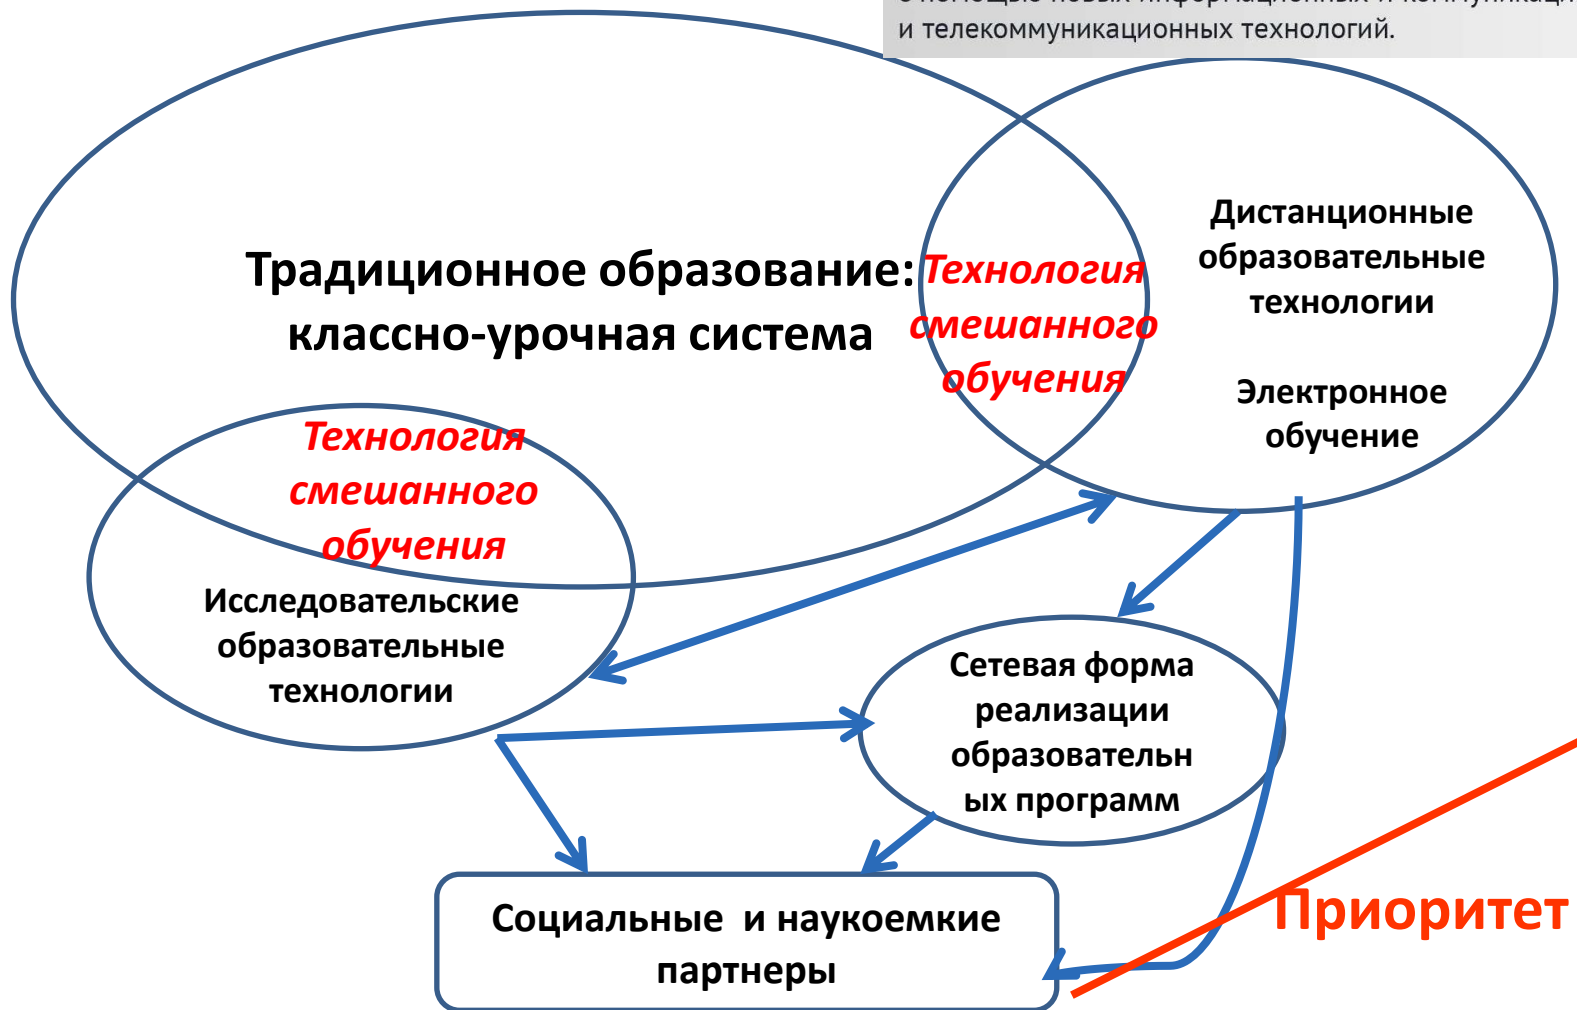 и телекоммуникационных технологий.
Традиционное образование:
классно-урочная система
Технология
смешанного
обучения
Дистанционные
образовательные
технологии
Электронное
обучение
Технология
смешанного
обучения
Исследовательские
образовательные
технологии
Сетевая форма
реализации
образовательн
ых программ
Социальные и наукоемкие
партнеры
Приоритет